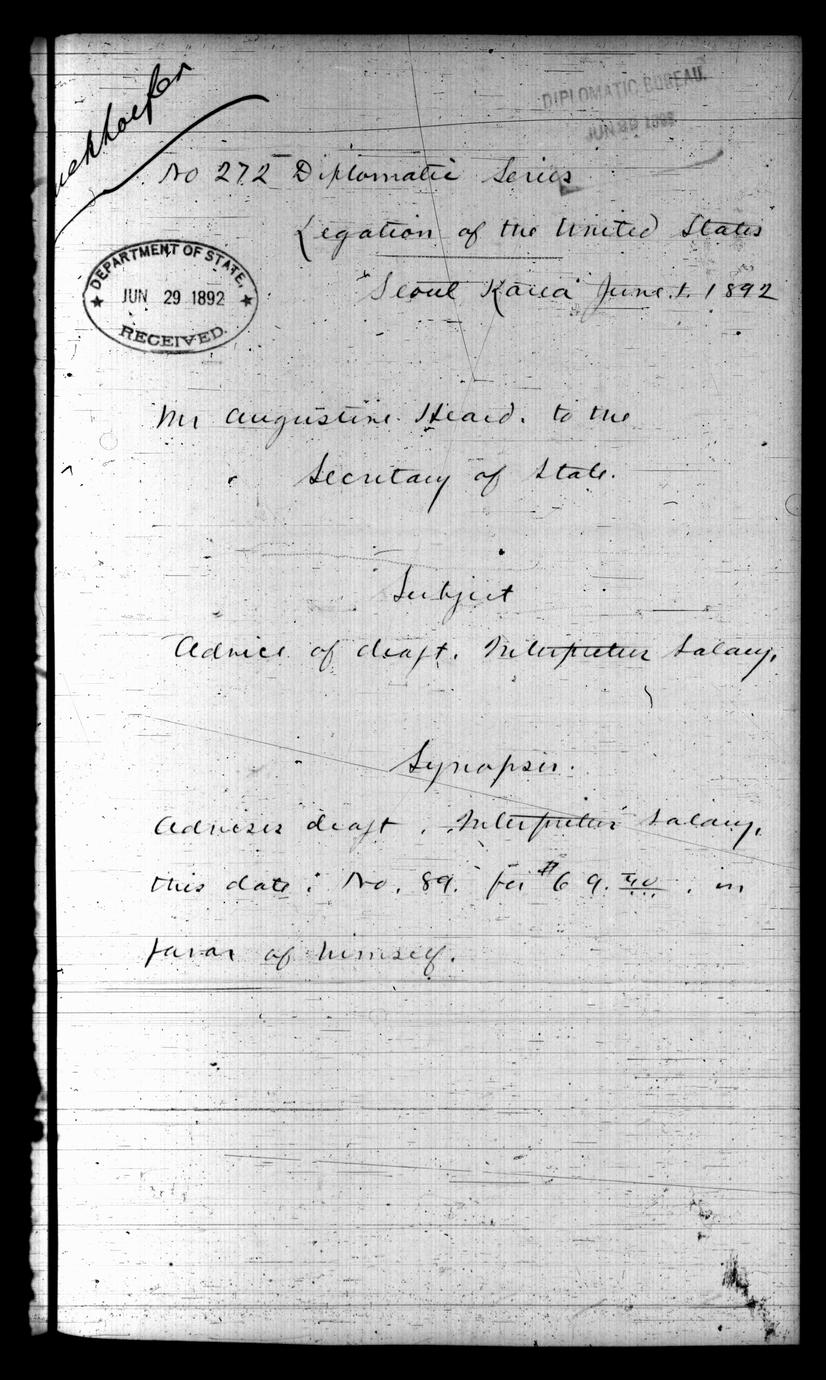 DIPLOMATIC BUREAU.
No 272 Diplomatic Series
Legation of the United States
Seoul Korea June. 1. 1892
DEPARTMENT OF STATE,
JUN 29 1892
RECEIVED.
Mr Augustine Heard. to the
Secretary of State.
Subject
Advice of draft. Interpreter Salary,
Synopsis.
Advises draft, Interpreter Salary,
this date: No. 89. for $69. in
favor of himself.